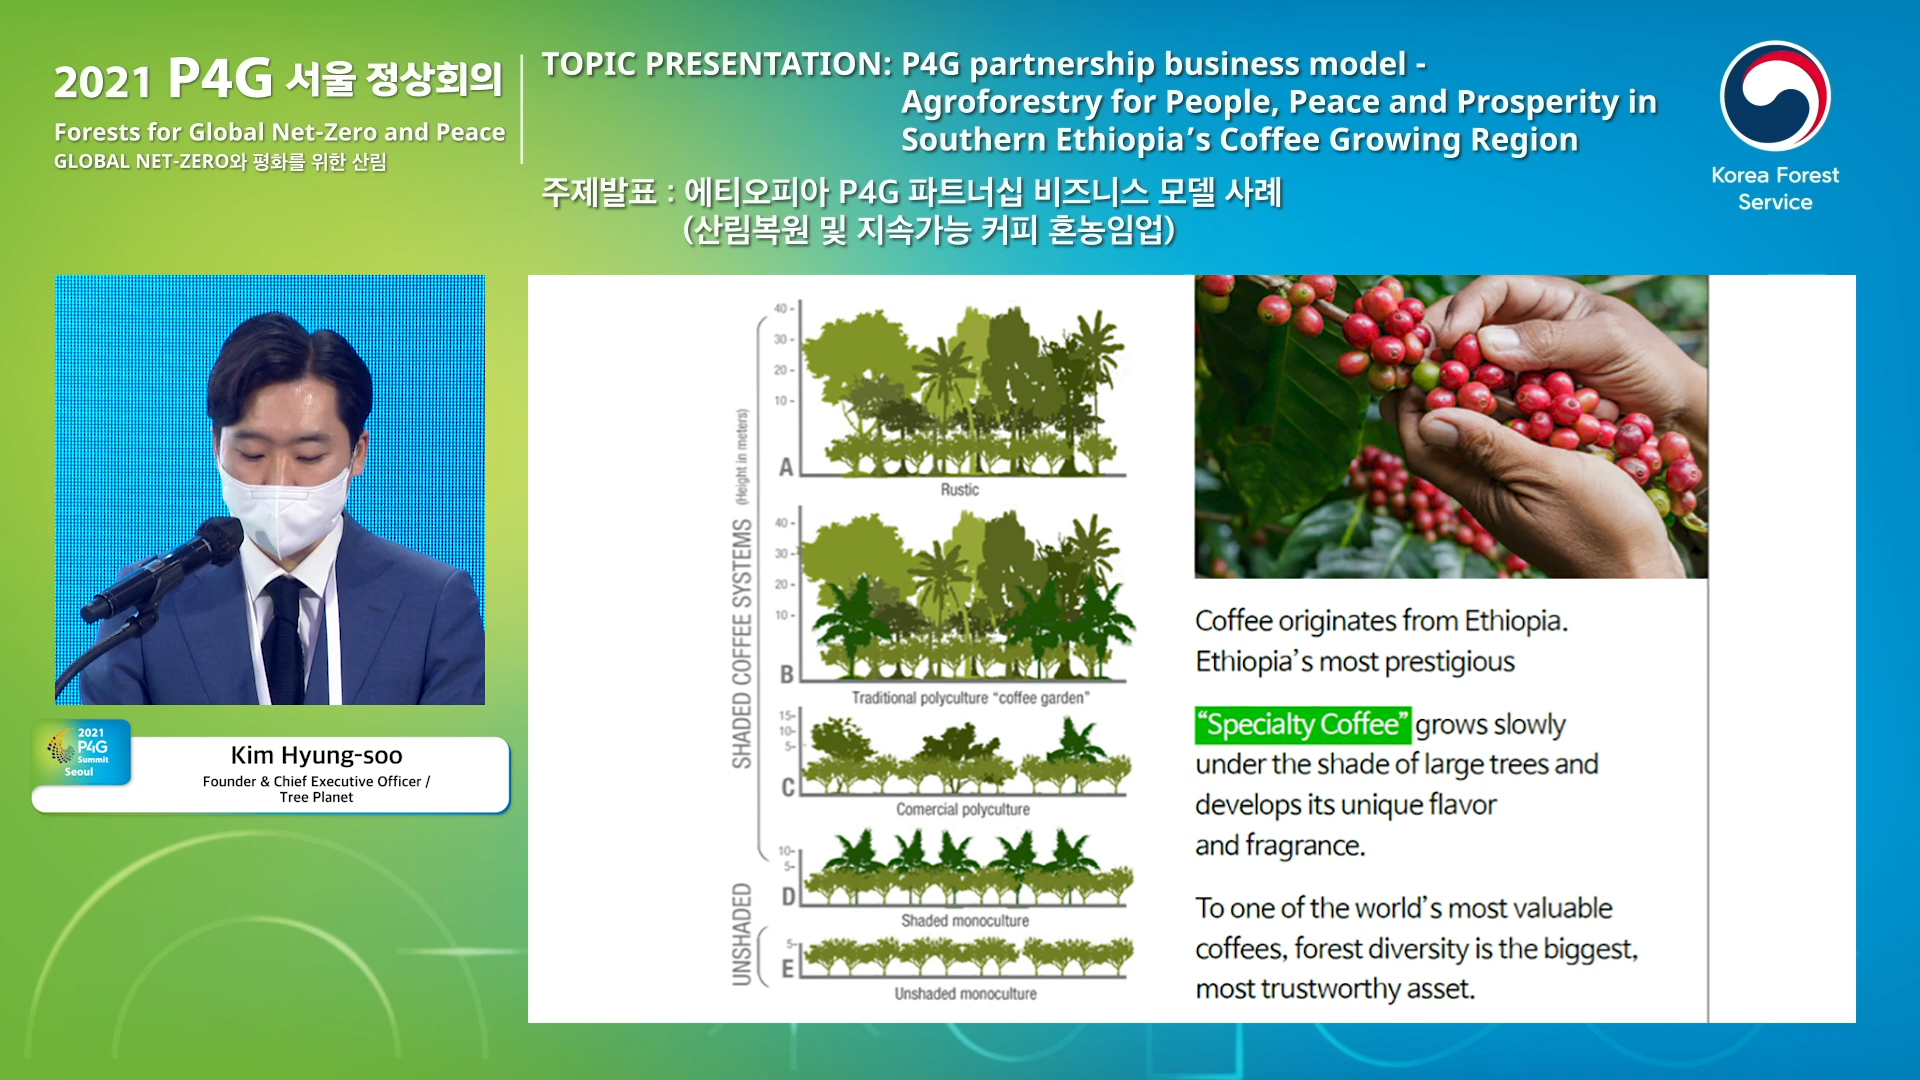 2021 P4G 서울 정상회의
Forests for Global Net-Zero and Peace
GLOBAL NET-ZERO와 평화를 위한 산림
TOPIC PRESENTATION: P4G partnership business model -
Agroforestry for People, Peace and Prosperity in
Southern Ethiopia's Coffee Growing Region
주제발표 : 에티오피아 P4G 파트너십 비즈니스 모델 사례
(산림복원 및 지속가능 커피 혼농임업)
Korea Forest
Service
2021
P4G
Summit
Seoul
Kim Hyung-soo
Founder & Chief Executive Officer /
Tree Planet
SHADED COFFEE SYSTEMS (Height in meters)
40-
30-
20-
10-
A
Rustic
40-
30-
20-
10-
B
Traditional polyculture “coffee garden”
15-
10-
5-
C
Comercial polyculture
10-
5-
D
Shaded monoculture
UNSHADED
5-
E
Unshaded monoculture
Coffee originates from Ethiopia.
Ethiopia's most prestigious
“Specialty Coffee” grows slowly
under the shade of large trees and
develops its unique flavor
and fragrance.
To one of the world's most valuable
coffees, forest diversity is the biggest,
most trustworthy asset.